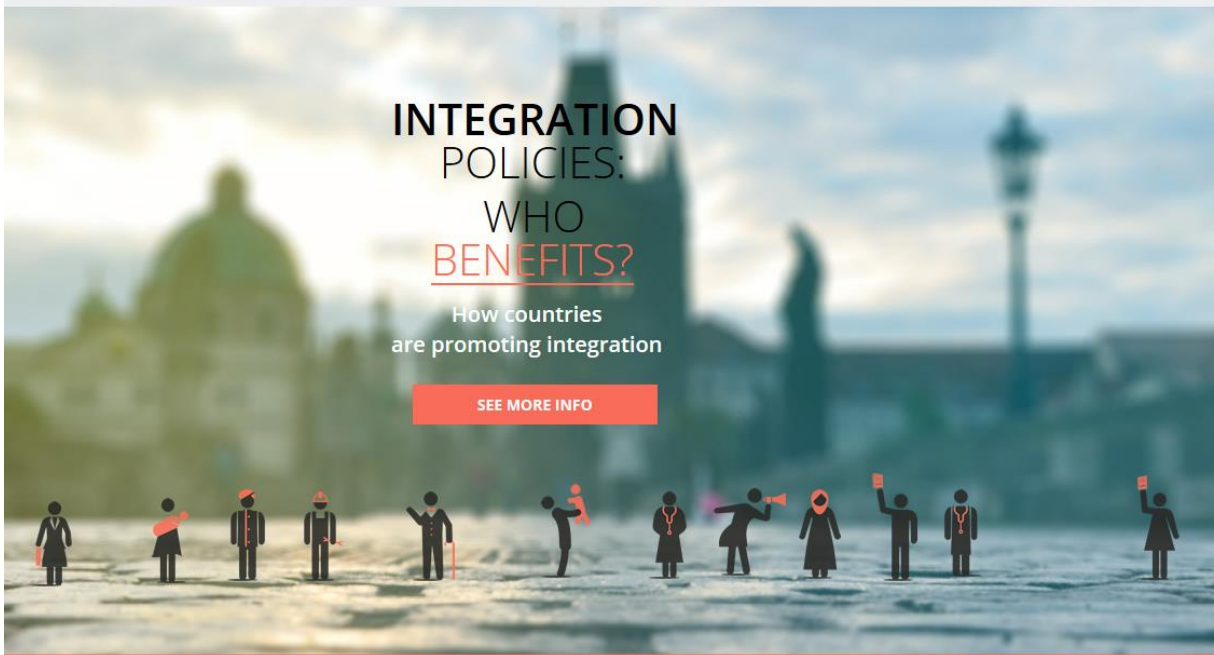 INTEGRATION
POLICIES:
WHO
BENEFITS?
How countries
are promoting integration
SEE MORE INFO